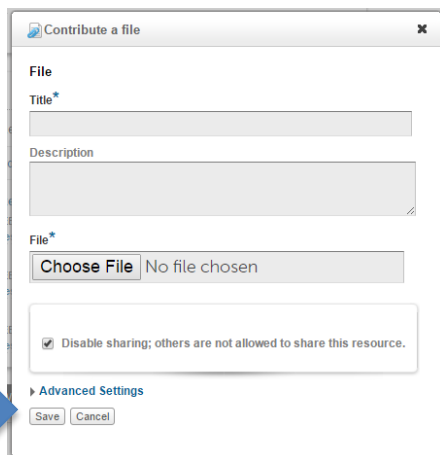 Contribute a file
File
Title*
Description
File*
Choose File No file chosen
Disable sharing; others are not allowed to share this resource.
Advanced Settings
Save Cancel